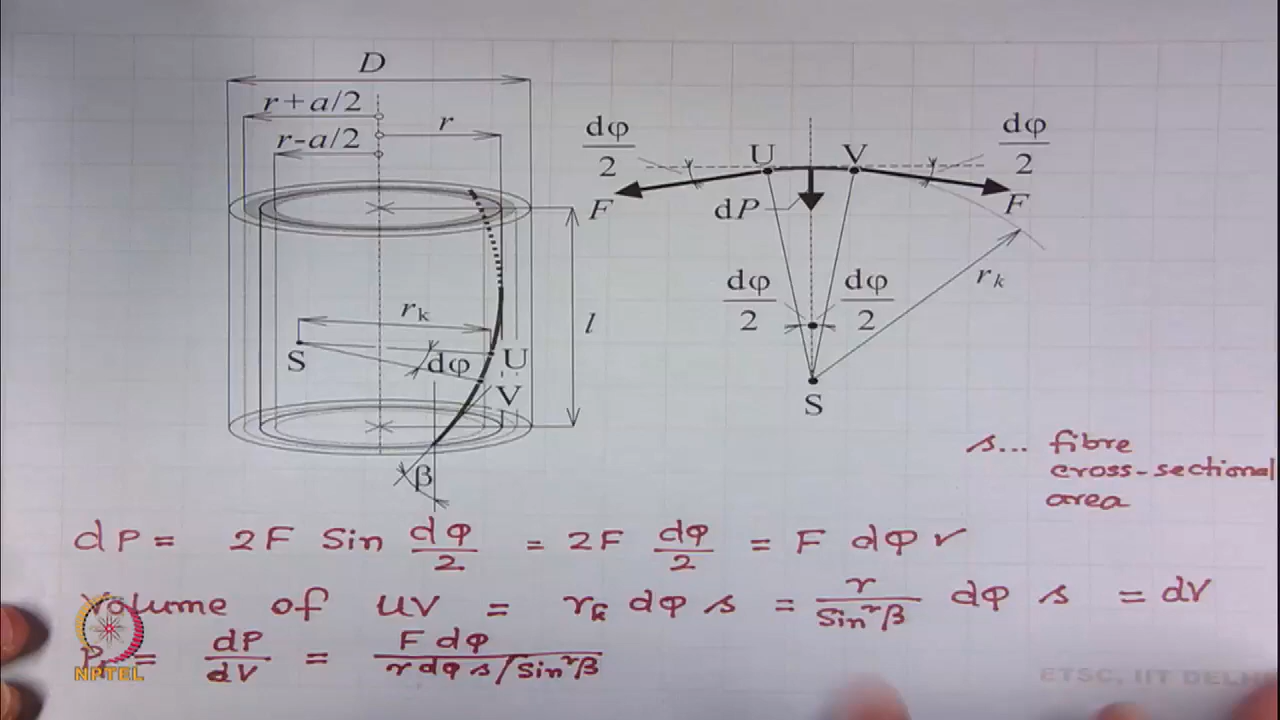 D
r + a/2
r
r-a/2
dφ/2
U
V
dφ/2
F
dP
F
dφ/2
dφ/2
r_k
S
r_k
l
S
dφ
U
V
β
s... fibre
cross-sectional
area
dP = 2F Sin dφ/2 = 2F dφ/2 = F dφ r
Volume of UV = r_k dφ s = r/Sin²β dφ s = dV
P_r = dP/dV = F dφ / r dφ s/Sin²β
NPTEL
ETSC, IIT DELHI